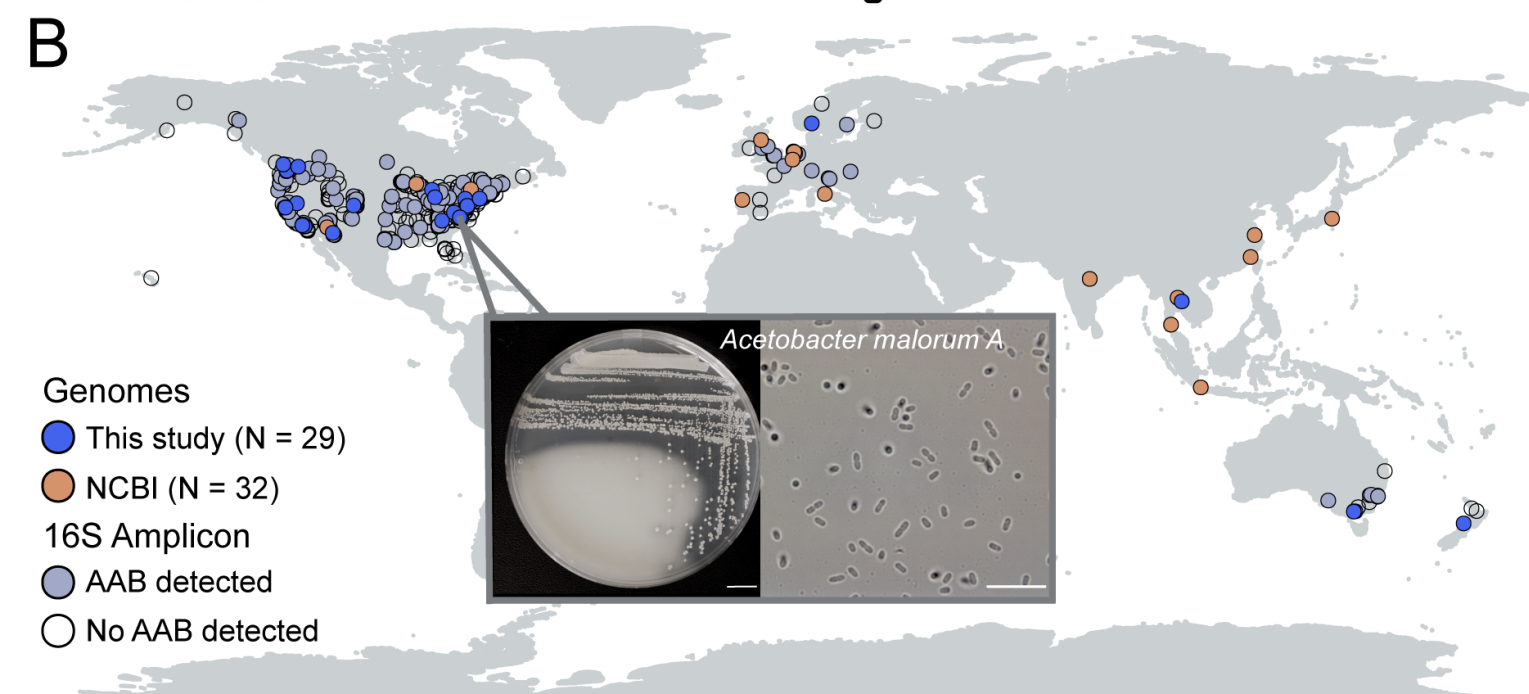 B
Acetobacter malorum A
Genomes
This study (N = 29)
NCBI (N = 32)
16S Amplicon
AAB detected
No AAB detected